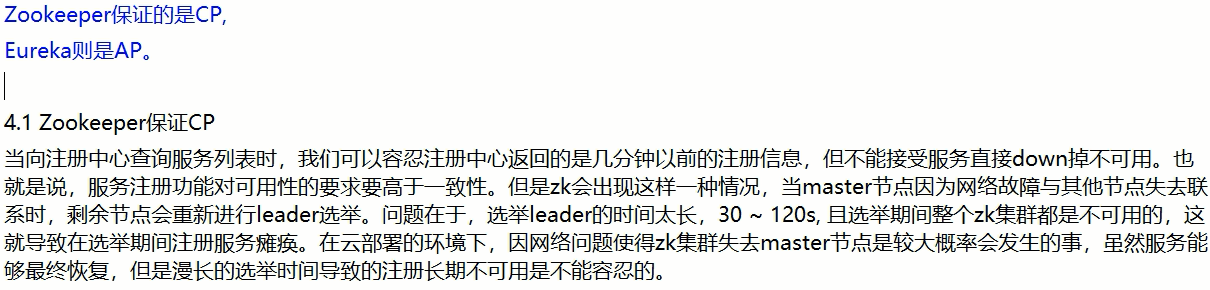 Zookeeper保证的是CP,
Eureka则是AP。
4.1 Zookeeper保证CP
当向注册中心查询服务列表时，我们可以容忍注册中心返回的是几分钟以前的注册信息，但不能接受服务直接down掉不可用。也
就是说，服务注册功能对可用性的要求要高于一致性。但是zk会出现这样一种情况，当master节点因为网络故障与其他节点失去联
系时，剩余节点会重新进行leader选举。问题在于，选举leader的时间太长，30 ~ 120s, 且选举期间整个zk集群都是不可用的，这
就导致在选举期间注册服务瘫痪。在云部署的环境下，因网络问题使得zk集群失去master节点是较大概率会发生的事，虽然服务能
够最终恢复，但是漫长的选举时间导致的注册长期不可用是不能容忍的。